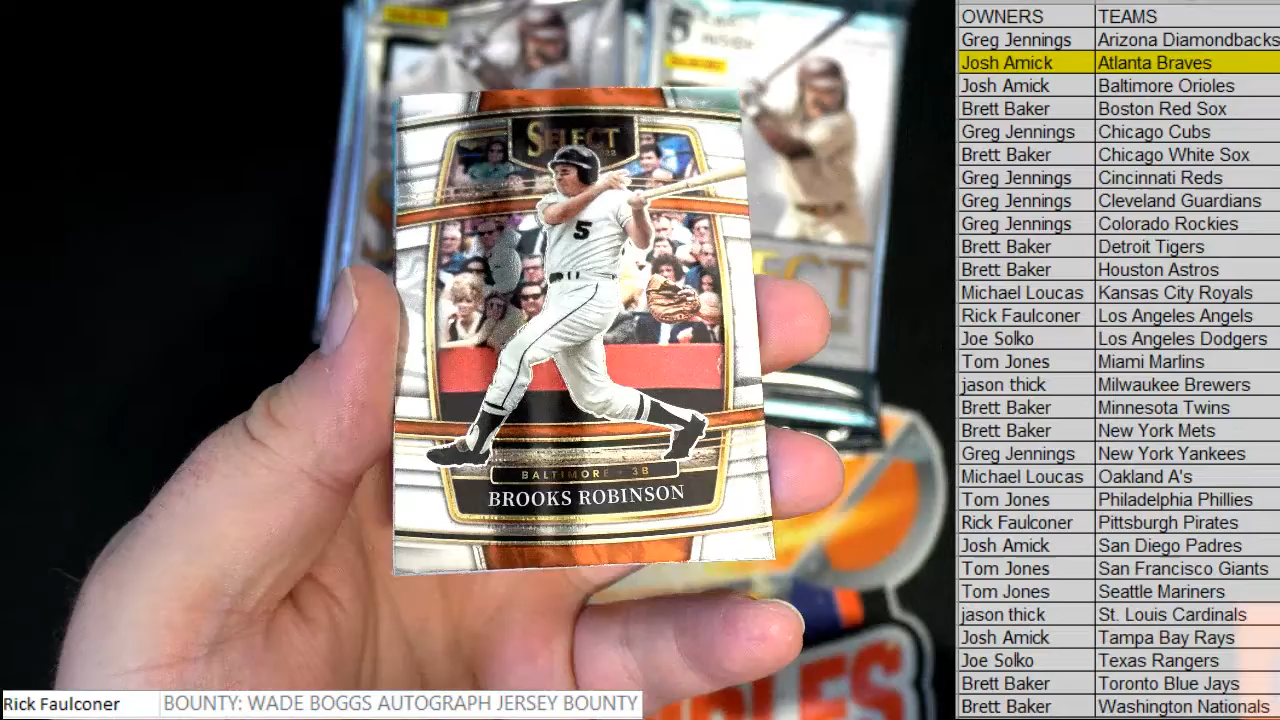 SELECT
5
BALTIMORE · 3B
BROOKS ROBINSON
OWNERS TEAMS
Greg Jennings Arizona Diamondbacks
Josh Amick Atlanta Braves
Josh Amick Baltimore Orioles
Brett Baker Boston Red Sox
Greg Jennings Chicago Cubs
Brett Baker Chicago White Sox
Greg Jennings Cincinnati Reds
Greg Jennings Cleveland Guardians
Greg Jennings Colorado Rockies
Brett Baker Detroit Tigers
Brett Baker Houston Astros
Michael Loucas Kansas City Royals
Rick Faulconer Los Angeles Angels
Joe Solko Los Angeles Dodgers
Tom Jones Miami Marlins
jason thick Milwaukee Brewers
Brett Baker Minnesota Twins
Brett Baker New York Mets
Greg Jennings New York Yankees
Michael Loucas Oakland A's
Tom Jones Philadelphia Phillies
Rick Faulconer Pittsburgh Pirates
Josh Amick San Diego Padres
Tom Jones San Francisco Giants
Tom Jones Seattle Mariners
jason thick St. Louis Cardinals
Josh Amick Tampa Bay Rays
Joe Solko Texas Rangers
Brett Baker Toronto Blue Jays
Brett Baker Washington Nationals
Rick Faulconer BOUNTY: WADE BOGGS AUTOGRAPH JERSEY BOUNTY